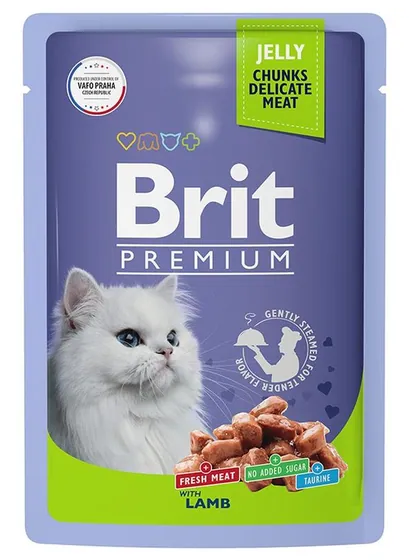 PRODUCED UNDER CONTROL OF
VAFO PRAHA
CZECH REPUBLIC
JELLY
CHUNKS
DELICATE
MEAT
Brit
PREMIUM
GENTLY STEAMED FOR TENDER FLAVOR
FRESH MEAT
NO ADDED SUGAR
TAURINE
WITH
LAMB